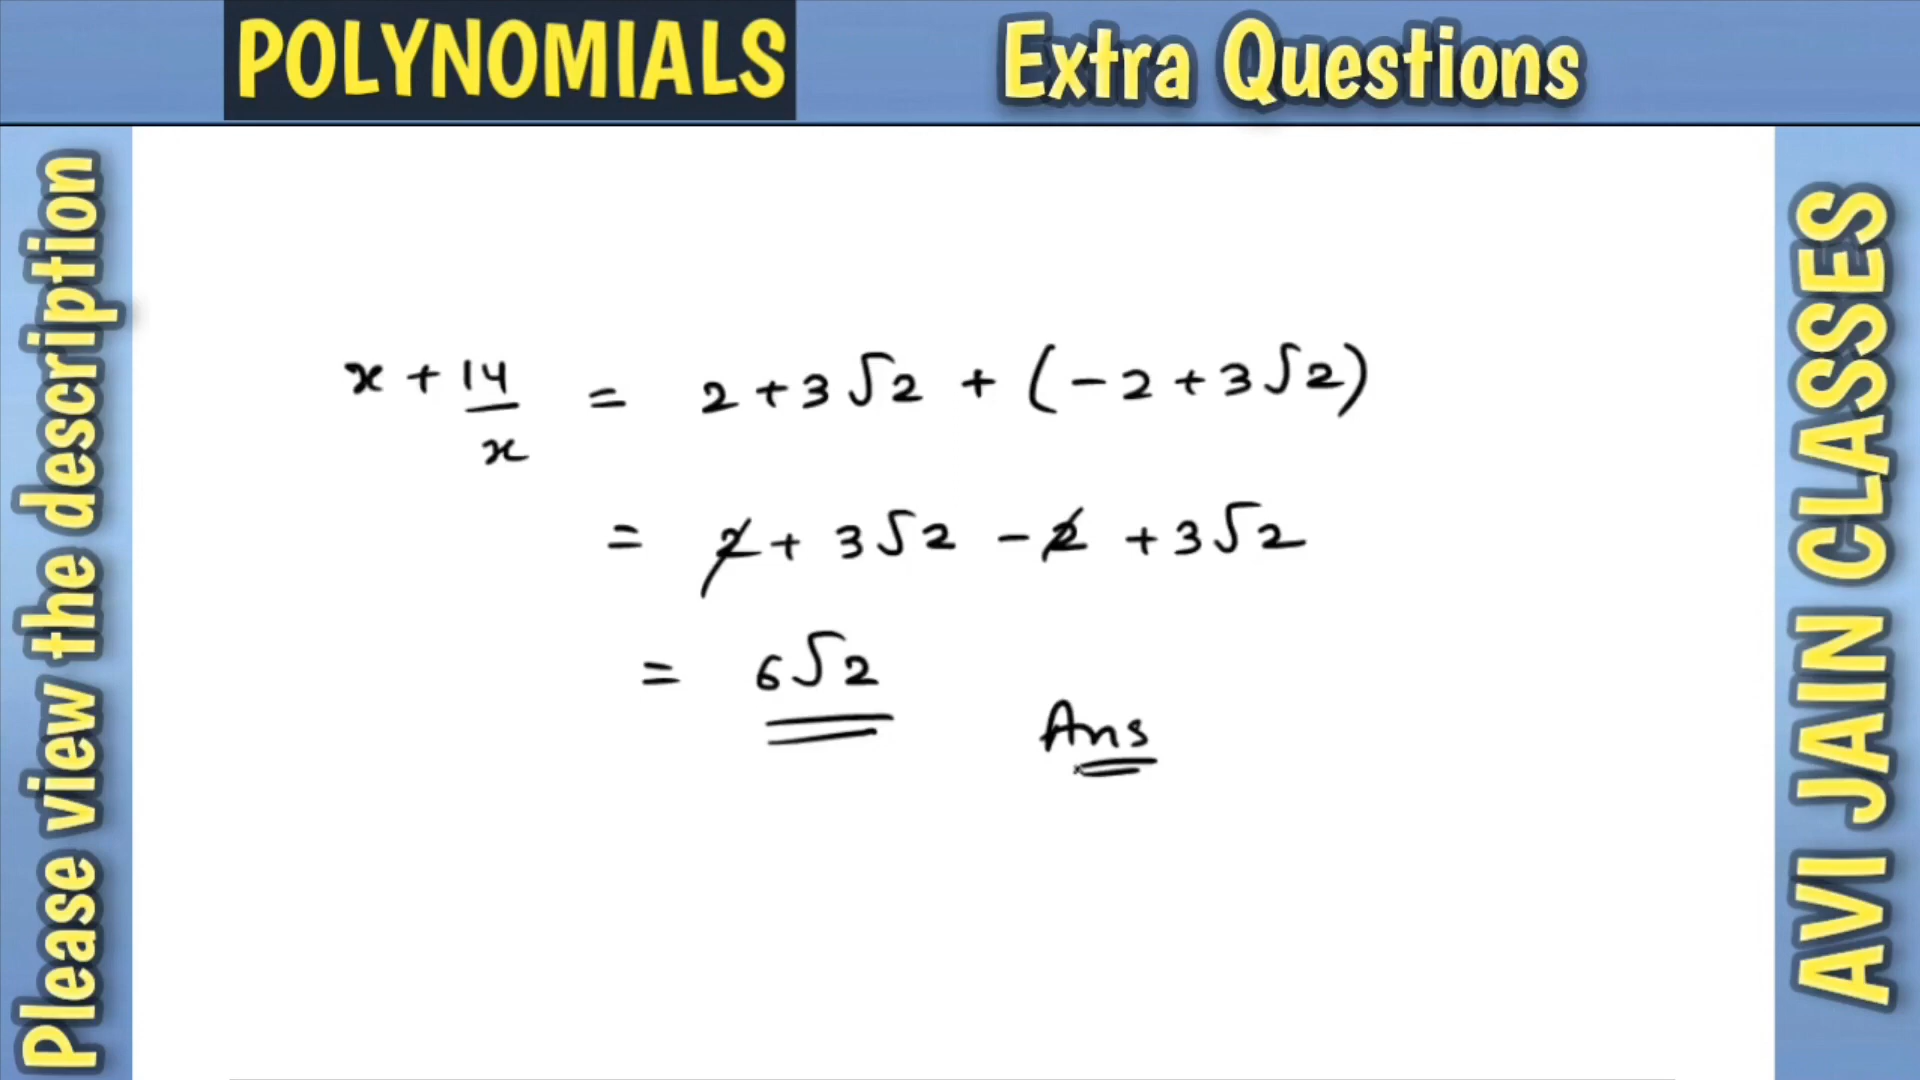 POLYNOMIALS
Extra Questions
Please view the description
x + 14/x = 2 + 3√2 + (-2 + 3√2)
= 2 + 3√2 - 2 + 3√2
= 6√2
Ans
AVI JAIN CLASSES